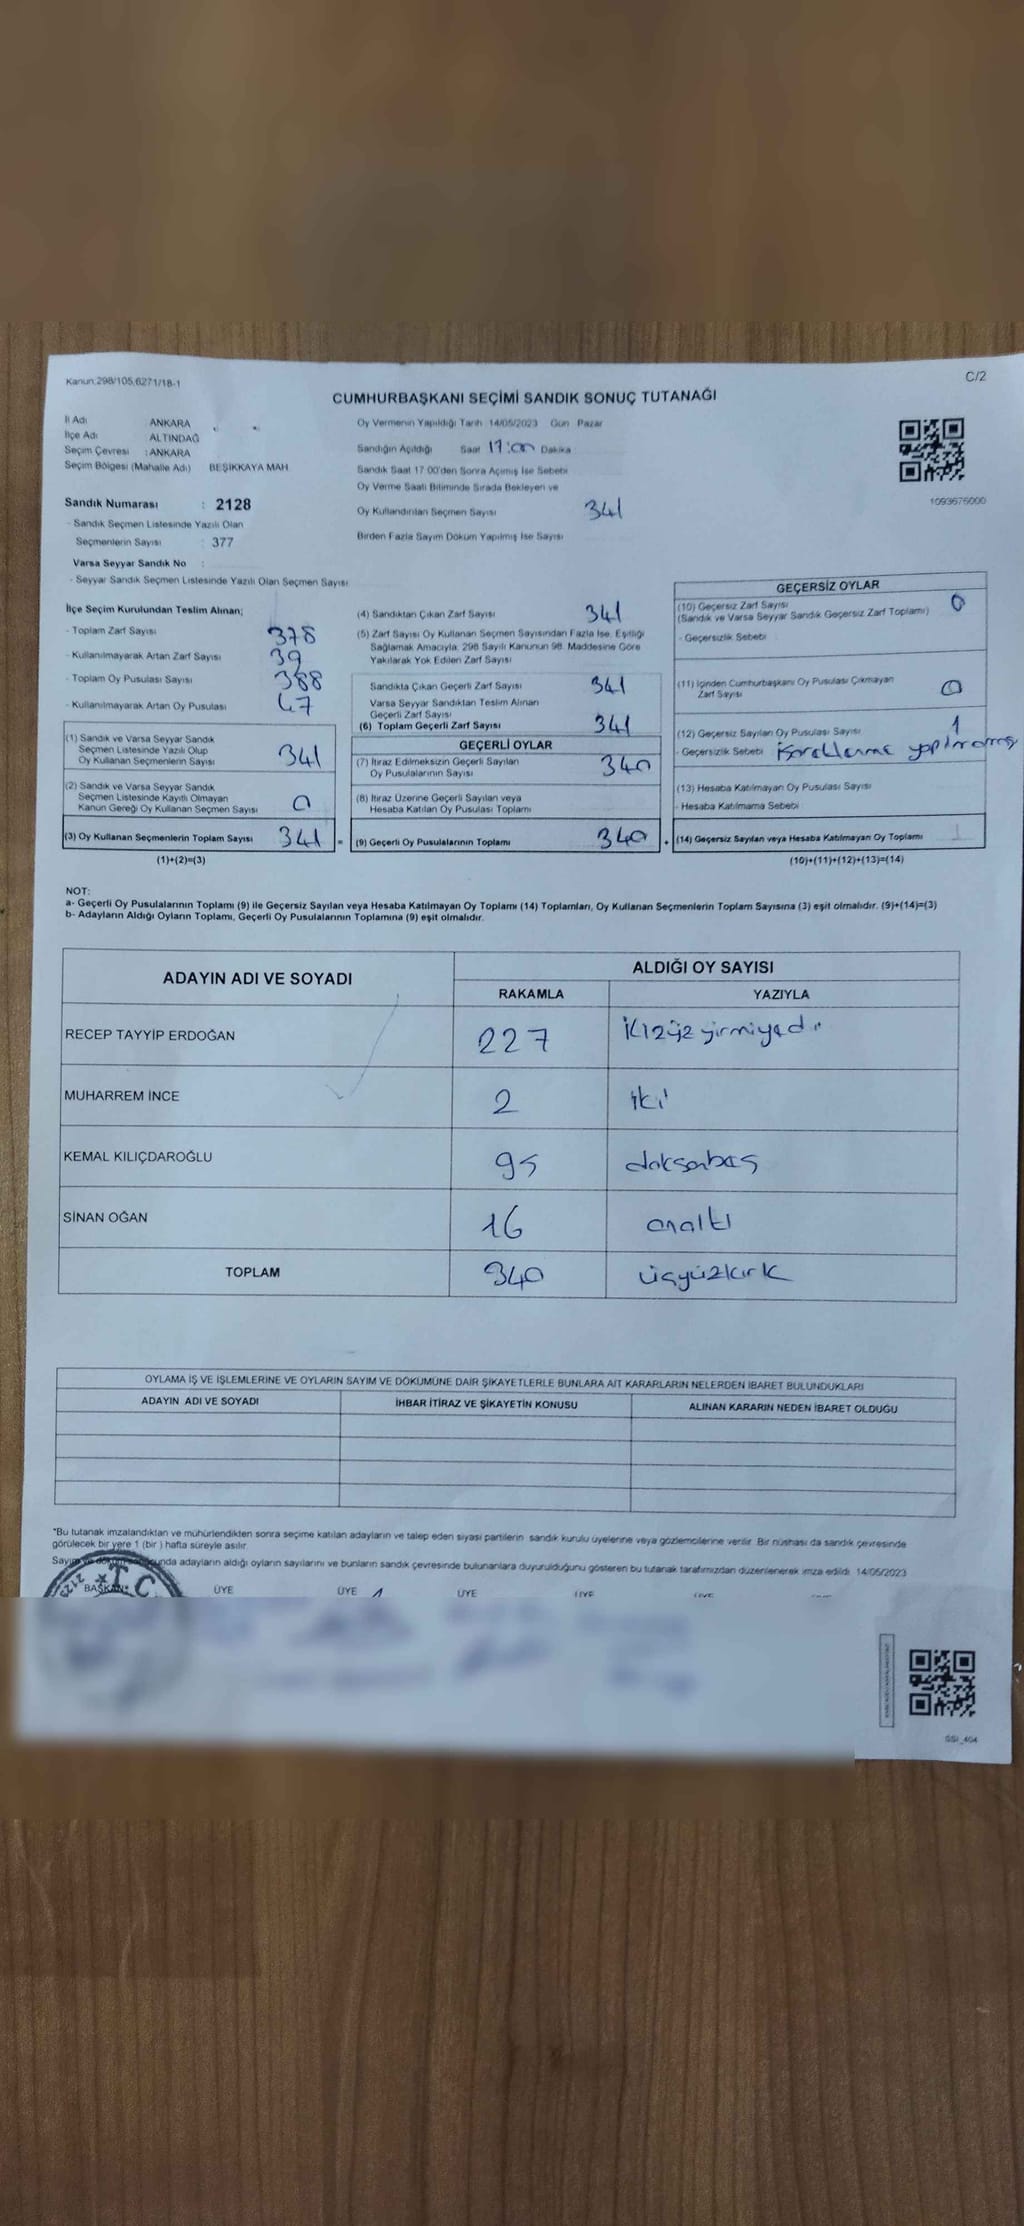 Kanun:298/105,6271/18-1
C/2
CUMHURBAŞKANI SEÇİMİ SANDIK SONUÇ TUTANAĞI
İl Adı ANKARA
İlçe Adı ALTINDAĞ
Seçim Çevresi : ANKARA
Seçim Bölgesi (Mahalle Adı) BEŞİKKAYA MAH.
Sandık Numarası : 2128
- Sandık Seçmen Listesinde Yazılı Olan
Seçmenlerin Sayısı : 377
Varsa Seyyar Sandık No :
- Seyyar Sandık Seçmen Listesinde Yazılı Olan Seçmen Sayısı
Oy Vermenin Yapıldığı Tarih 14/05/2023 Gün Pazar
Sandığın Açıldığı Saat 17:00 Dakika
Sandık Saat 17.00'den Sonra Açımış İse Sebebi
Oy Verme Saati Bitiminde Sırada Bekleyen ve
Oy Kullandırılan Seçmen Sayısı 341
Birden Fazla Sayım Döküm Yapılmış İse Sayısı
1093676000
İlçe Seçim Kurulundan Teslim Alınan;
- Toplam Zarf Sayısı 378
- Kullanılmayarak Artan Zarf Sayısı 39
- Toplam Oy Pusulası Sayısı 388
- Kullanılmayarak Artan Oy Pusulası 47
(1) Sandık ve Varsa Seyyar Sandık
Seçmen Listesinde Yazılı Olup
Oy Kullanan Seçmenlerin Sayısı 341
(2) Sandık ve Varsa Seyyar Sandık
Seçmen Listesinde Kayıtlı Olmayan
Kanun Gereği Oy Kullanan Seçmen Sayısı 0
(3) Oy Kullanan Seçmenlerin Toplam Sayısı 341 =
(1)+(2)=(3)
(4) Sandıktan Çıkan Zarf Sayısı 341
(5) Zarf Sayısı Oy Kullanan Seçmen Sayısından Fazla İse, Eşitliği
Sağlamak Amacıyla, 298 Sayılı Kanunun 98. Maddesine Göre
Yakılarak Yok Edilen Zarf Sayısı
Sandıkta Çıkan Geçerli Zarf Sayısı 341
Varsa Seyyar Sandıktan Teslim Alınan
Geçerli Zarf Sayısı
(6) Toplam Geçerli Zarf Sayısı 341
GEÇERLİ OYLAR
(7) İtiraz Edilmeksizin Geçerli Sayılan
Oy Pusulalarının Sayısı 340
(8) İtiraz Üzerine Geçerli Sayılan veya
Hesaba Katılan Oy Pusulası Toplamı
(9) Geçerli Oy Pusulalarının Toplamı 340 +
GEÇERSİZ OYLAR
(10) Geçersiz Zarf Sayısı 0
(Sandık ve Varsa Seyyar Sandık Geçersiz Zarf Toplamı)
- Geçersizlik Sebebi
(11) İçinden Cumhurbaşkanı Oy Pusulası Çıkmayan
Zarf Sayısı 0
(12) Geçersiz Sayılan Oy Pusulası Sayısı 1
- Geçersizlik Sebebi işaretleme yapılmamış
(13) Hesaba Katılmayan Oy Pusulası Sayısı
- Hesaba Katılmama Sebebi
(14) Geçersiz Sayılan veya Hesaba Katılmayan Oy Toplamı 1
(10)+(11)+(12)+(13)=(14)
NOT:
a- Geçerli Oy Pusulalarının Toplamı (9) ile Geçersiz Sayılan veya Hesaba Katılmayan Oy Toplamı (14) Toplamları, Oy Kullanan Seçmenlerin Toplam Sayısına (3) eşit olmalıdır. (9)+(14)=(3)
b- Adayların Aldığı Oyların Toplamı, Geçerli Oy Pusulalarının Toplamına (9) eşit olmalıdır.
ADAYIN ADI VE SOYADI
ALDIĞI OY SAYISI
RAKAMLA YAZIYLA
RECEP TAYYİP ERDOĞAN 227 ikiyüz yirmiyedi
MUHARREM İNCE 2 iki
KEMAL KILIÇDAROĞLU 95 doksanbeş
SİNAN OĞAN 16 onaltı
TOPLAM 340 üçyüzkırk
OYLAMA İŞ VE İŞLEMLERİNE VE OYLARIN SAYIM VE DÖKÜMÜNE DAİR ŞİKAYETLERLE BUNLARA AİT KARARLARIN NELERDEN İBARET BULUNDUKLARI
ADAYIN ADI VE SOYADI İHBAR İTİRAZ VE ŞİKAYETİN KONUSU ALINAN KARARIN NEDEN İBARET OLDUĞU
*Bu tutanak imzalandıktan ve mühürlendikten sonra seçime katılan adayların ve talep eden siyasi partilerin sandık kurulu üyelerine veya gözlemcilerine verilir. Bir nüshası da sandık çevresinde
görülecek bir yere 1 (bir) hafta süreyle asılır.
Sayım adayların aldığı oyların sayılarını ve bunların sandık çevresinde bulunanlara duyurulduğunu gösteren bu tutanak tarafımızdan düzenlenerek imza edildi. 14/05/2023
T.C.
BAŞKAN ÜYE ÜYE ÜYE ÜYE
SSI_404